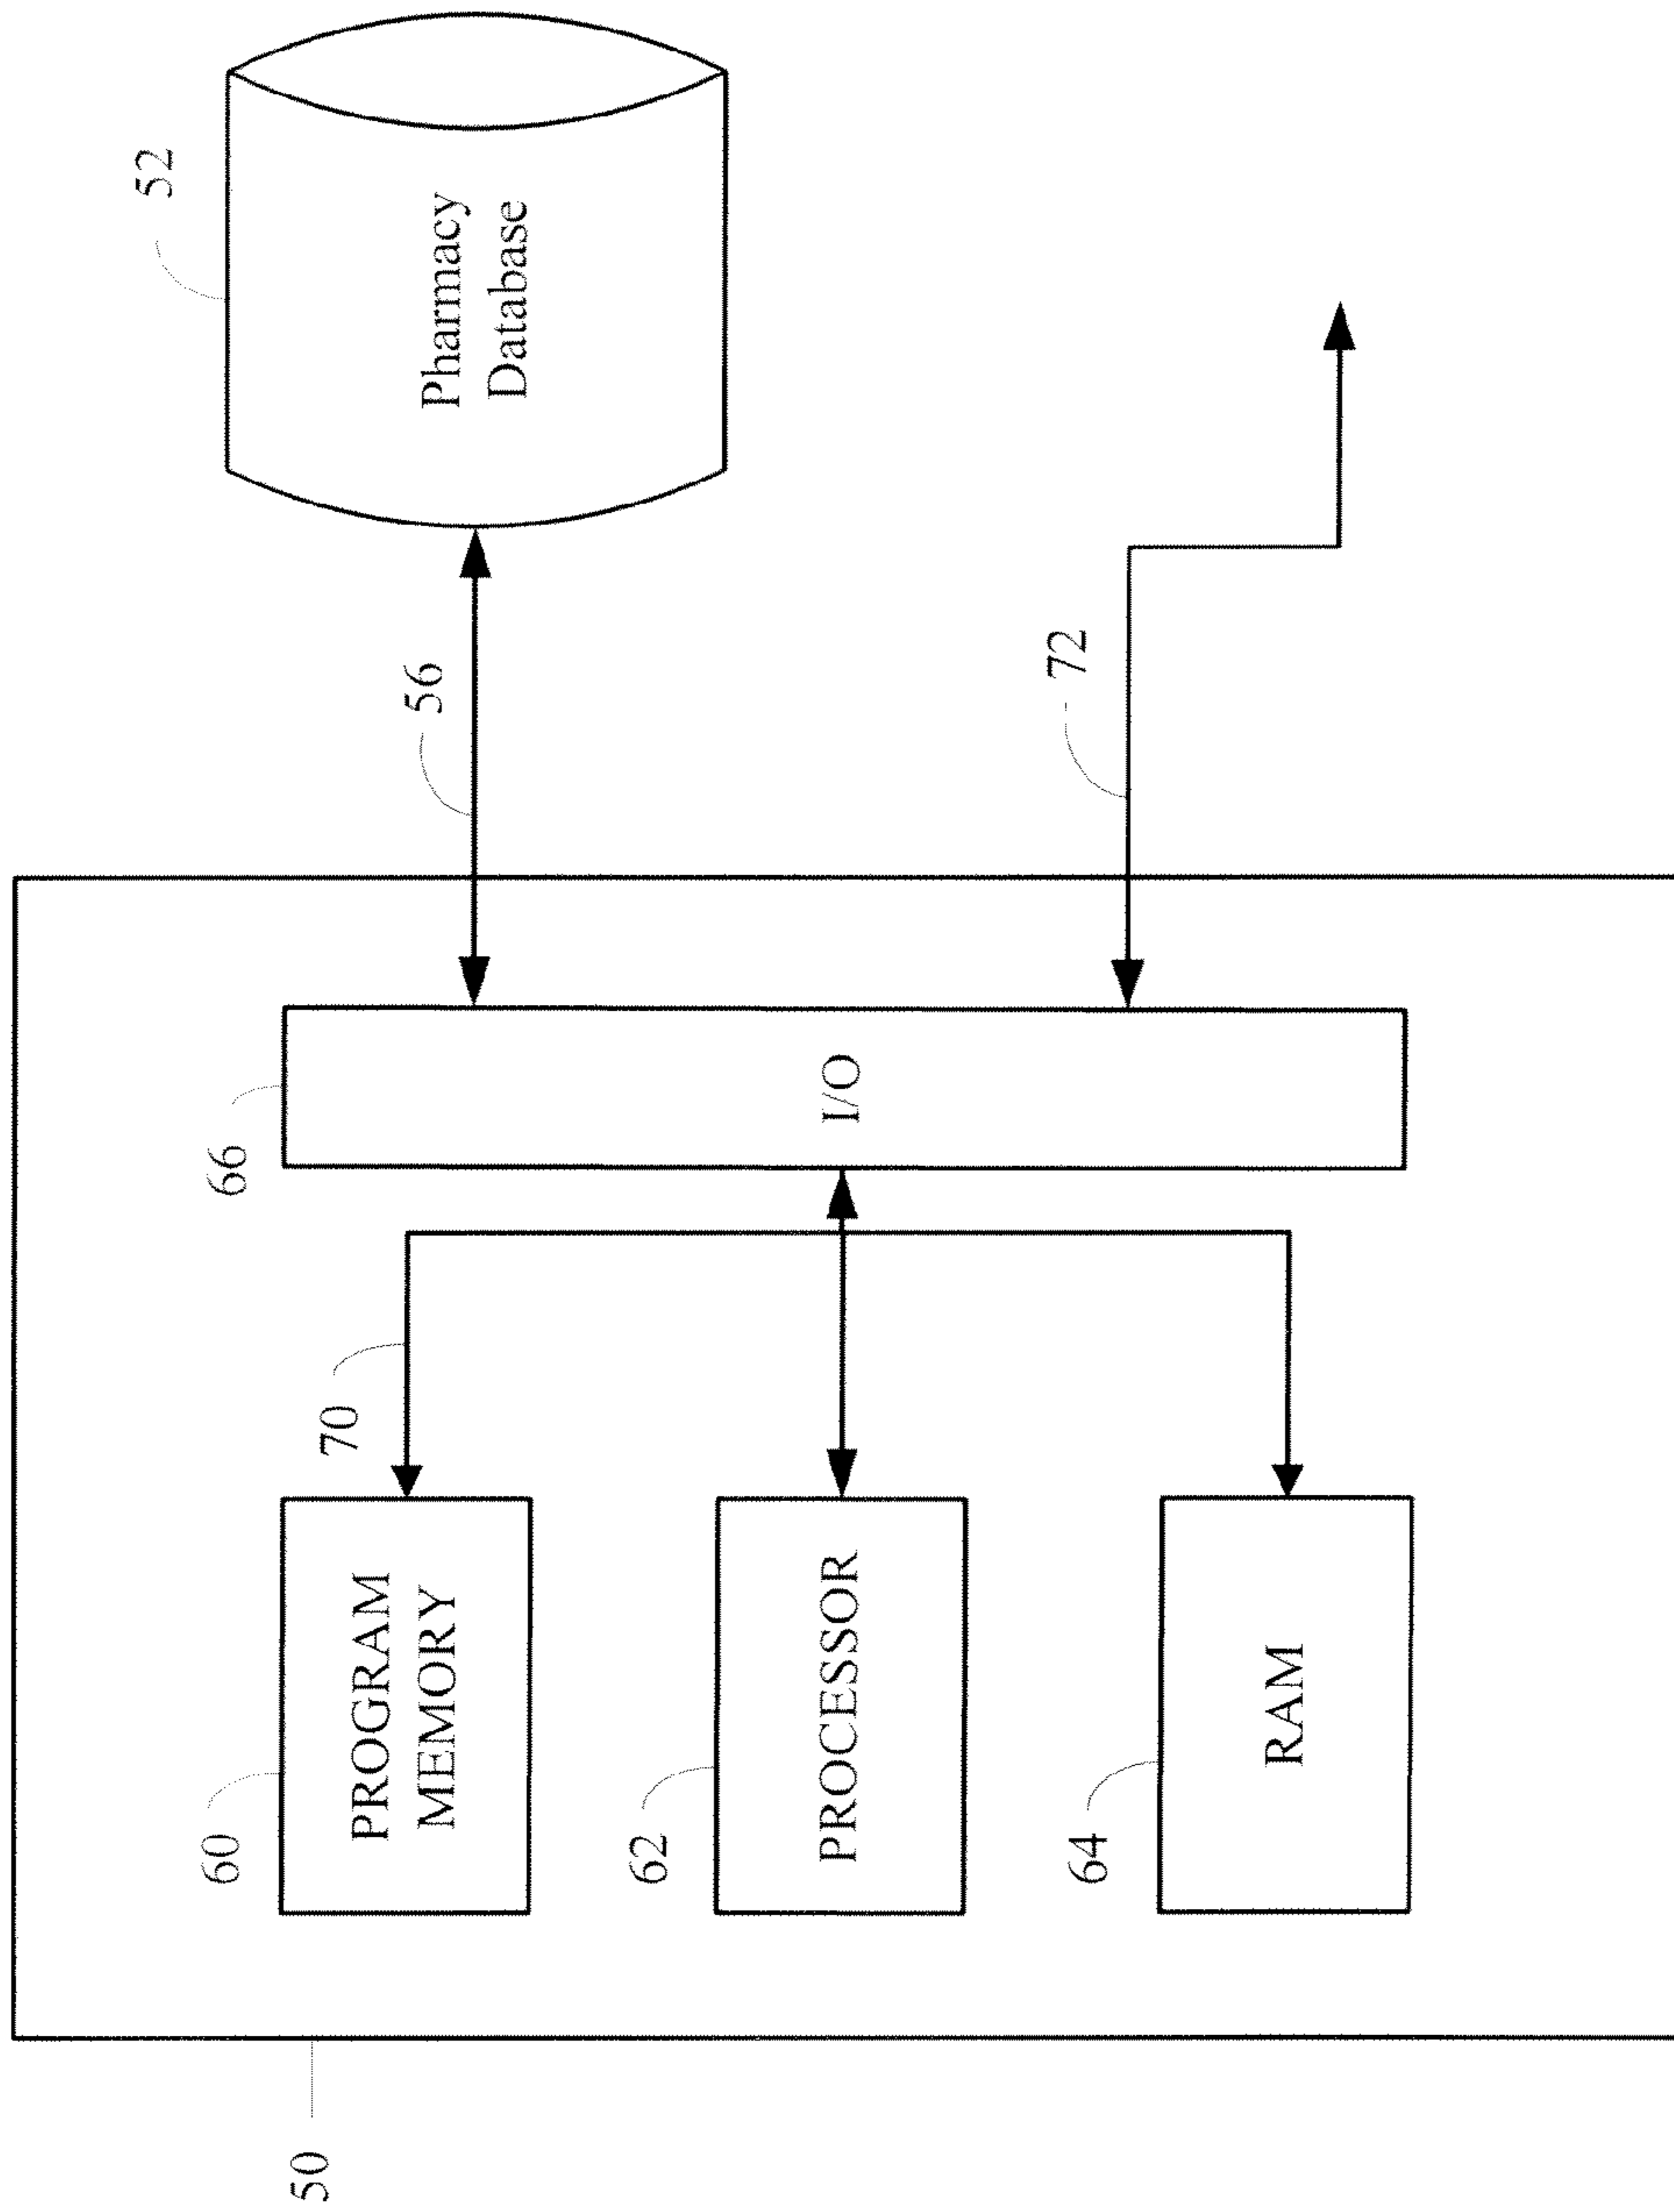 50
60
PROGRAM
MEMORY
70
66
56
52
Pharmacy
Database
62
PROCESSOR
I/O
72
64
RAM